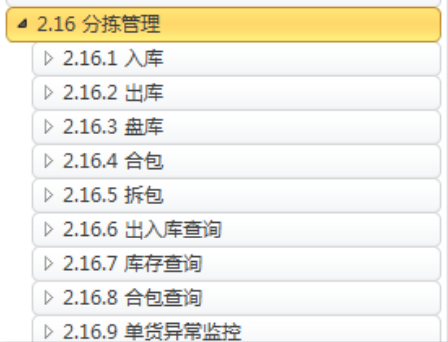 2.16 分拣管理
2.16.1 入库
2.16.2 出库
2.16.3 盘库
2.16.4 合包
2.16.5 拆包
2.16.6 出入库查询
2.16.7 库存查询
2.16.8 合包查询
2.16.9 单货异常监控